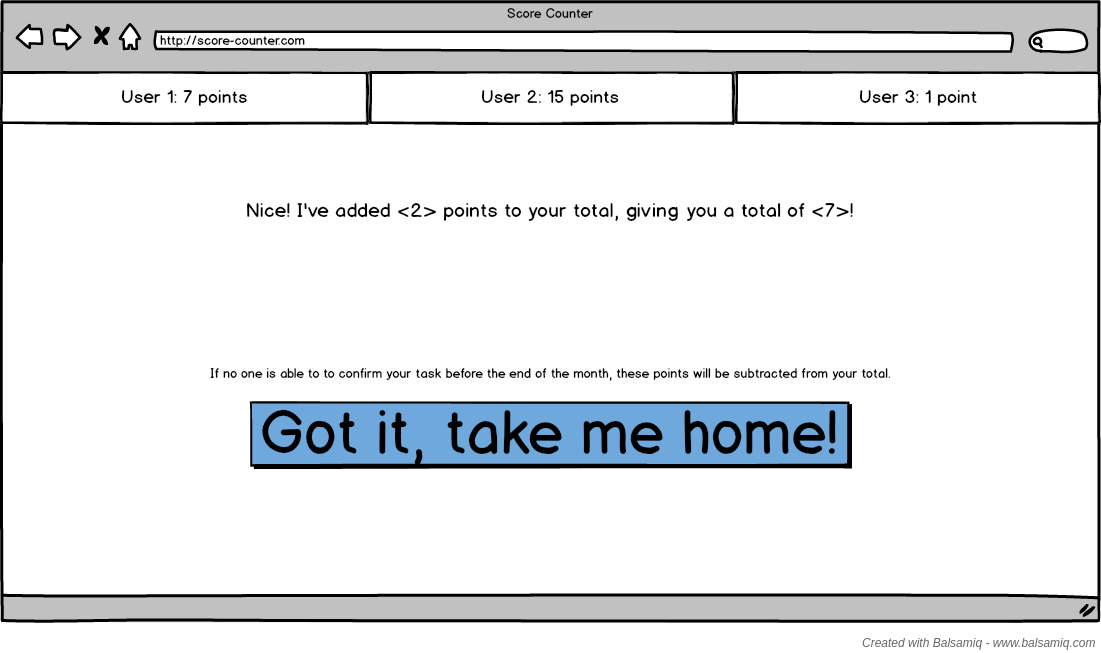 Score Counter
http://score-counter.com
User 1: 7 points
User 2: 15 points
User 3: 1 point
Nice! I've added <2> points to your total, giving you a total of <7>!
If no one is able to to confirm your task before the end of the month, these points will be subtracted from your total.
Got it, take me home!
Created with Balsamiq - www.balsamiq.com